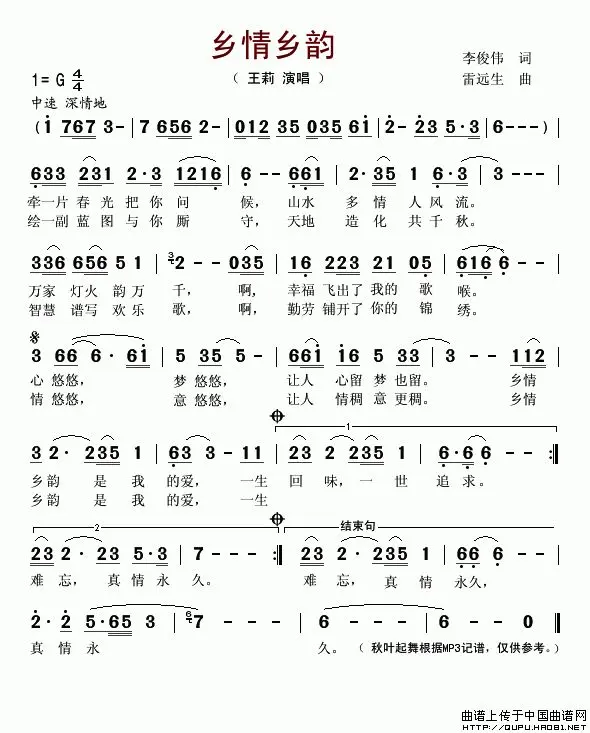 乡情乡韵
李俊伟 词
1=G 4/4 （王莉 演唱） 雷远生 曲
中速 深情地
(i 767 3-|7 656 2-|012 35 035 61|2-23 5·3|6---)|
633 231 2·3 1216|6--661|2·35 1 6·3|3---|
牵一片 春光 把你 问候，山水 多情 人风流。
绘一副 蓝图 与你 厮守，天地 造化 共千秋。
336 656 5 1|2--035|16 223 21 05|616 6--|
万家 灯火 韵万千，啊，幸福 飞出了 我的 歌喉。
智慧 谱写 欢乐歌，啊，勤劳 铺开了 你的 锦绣。
3 66 6·61|5 35 5-|661 16 5 33|3--112|
心悠悠，梦悠悠，让人 心留 梦也留。乡情
情悠悠，意悠悠，让人 情稠 意更稠。乡情
1
3 2·235 1|63 3-11|23 2·235 1|6·6 6--:|
乡韵 是我的爱，一生 回味，一世 追求。
乡韵 是我的爱，一生
2 结束句
23 2·23 5·3|7---:|23 2·235 1|66 6--|
难忘，真情永久。难忘，真情永久，
2·2 5·65 3|7---|6---|6--0‖
真情永久。（秋叶起舞根据MP3记谱，仅供参考。）
曲谱上传于中国曲谱网
http://QUPU.HAO81.NET